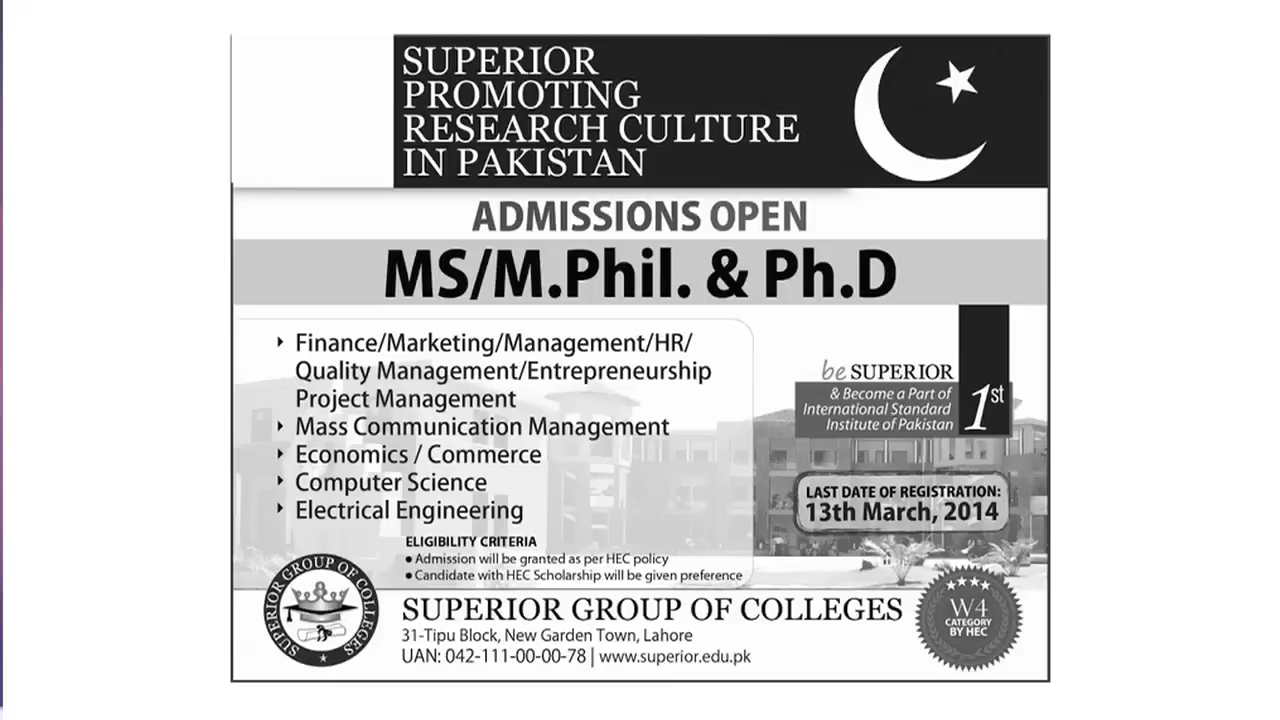 SUPERIOR
PROMOTING
RESEARCH CULTURE
IN PAKISTAN
ADMISSIONS OPEN
MS/M.Phil. & Ph.D
Finance/Marketing/Management/HR/
Quality Management/Entrepreneurship
Project Management
Mass Communication Management
Economics / Commerce
Computer Science
Electrical Engineering
be SUPERIOR
& Become a Part of
International Standard
Institute of Pakistan
1st
LAST DATE OF REGISTRATION:
13th March, 2014
ELIGIBILITY CRITERIA
• Admission will be granted as per HEC policy
• Candidate with HEC Scholarship will be given preference
SUPERIOR GROUP OF COLLEGES
SUPERIOR GROUP OF COLLEGES
31-Tipu Block, New Garden Town, Lahore
UAN: 042-111-00-00-78 | www.superior.edu.pk
W4
CATEGORY
BY HEC